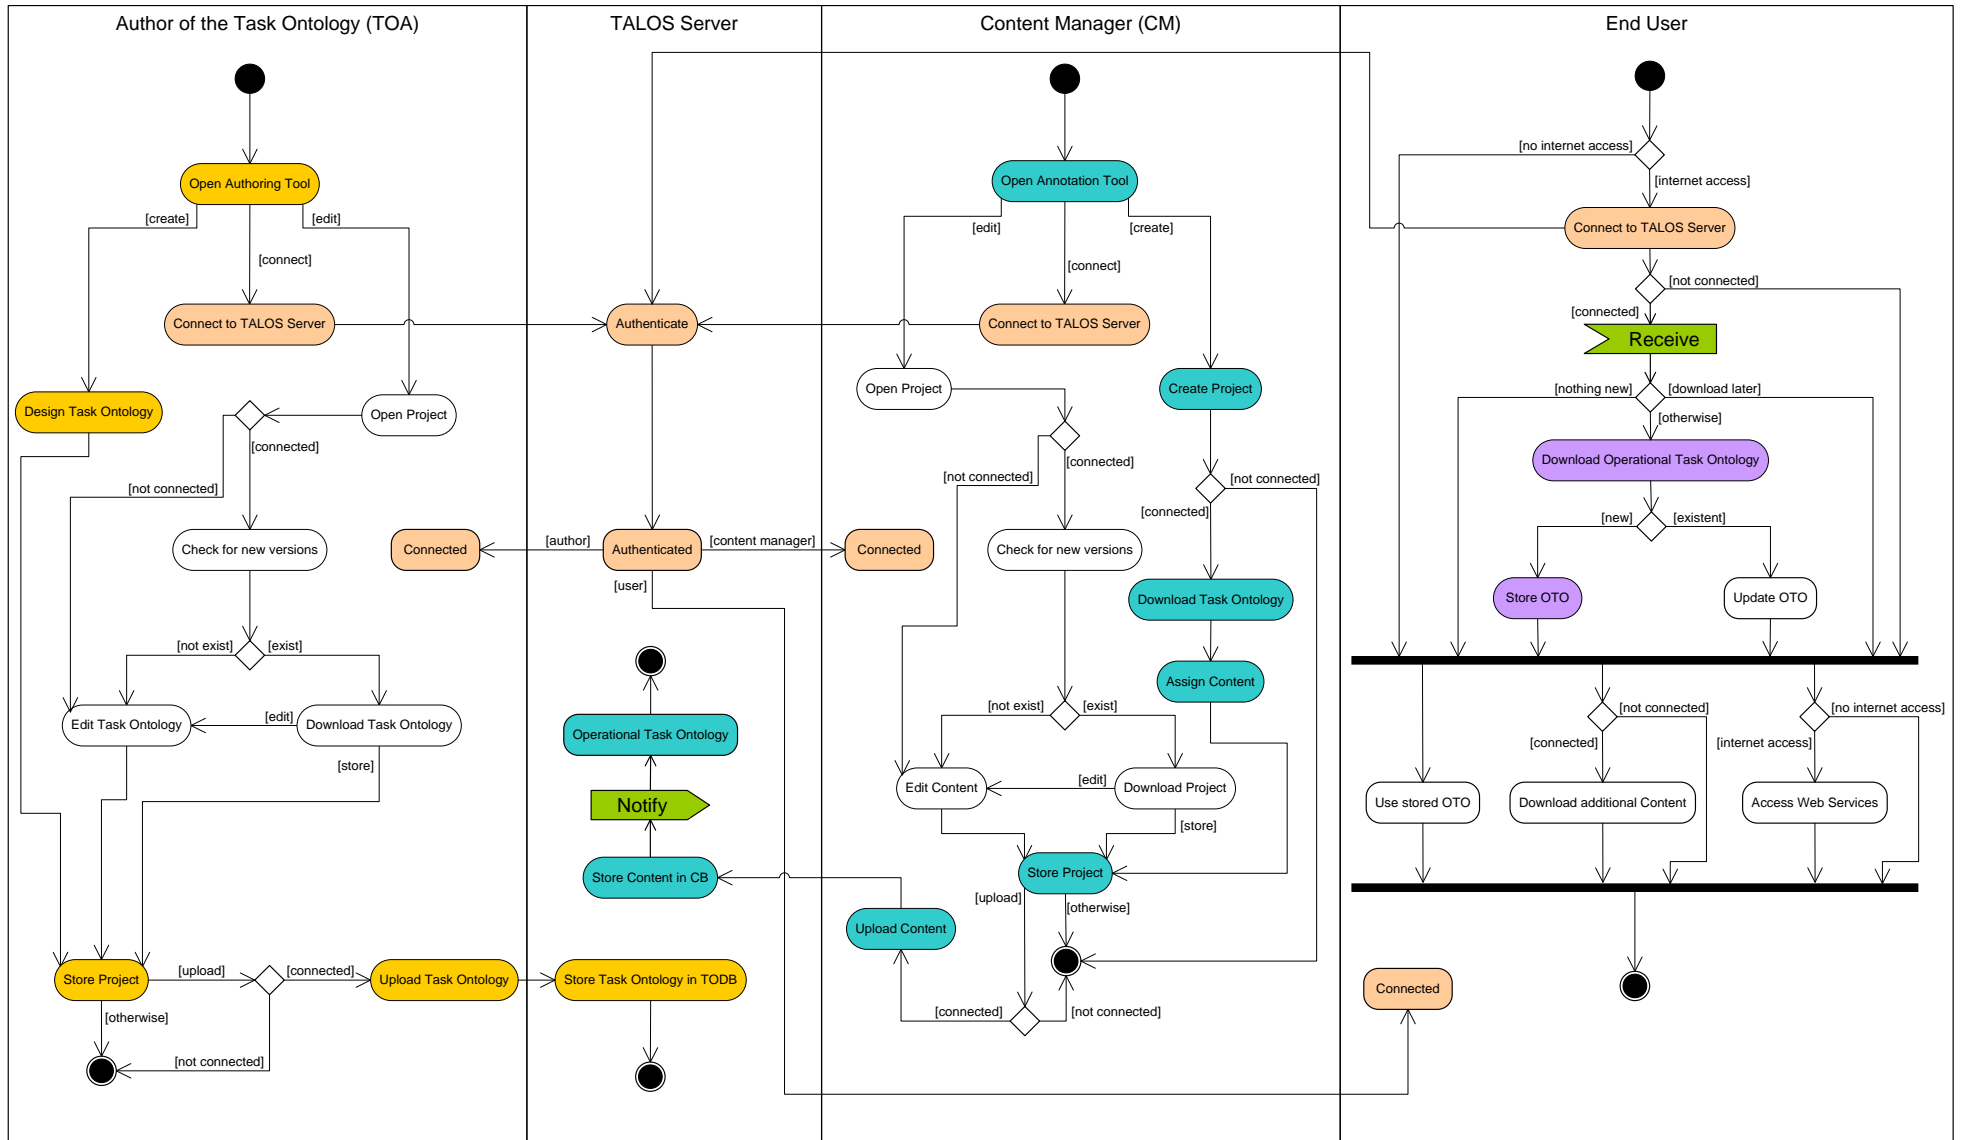 Author of the Task Ontology (TOA)
TALOS Server
Content Manager (CM)
End User
Open Authoring Tool
[create]
[edit]
[connect]
Connect to TALOS Server
Design Task Ontology
Open Project
[connected]
[not connected]
Check for new versions
Connected
[not exist]
[exist]
Edit Task Ontology
[edit]
Download Task Ontology
[store]
Store Project
[upload]
[connected]
Upload Task Ontology
[otherwise]
[not connected]
Authenticate
[author]
Authenticated
[content manager]
[user]
Operational Task Ontology
Notify
Store Content in CB
Store Task Ontology in TODB
Open Annotation Tool
[edit]
[create]
[connect]
Connect to TALOS Server
Open Project
Create Project
[connected]
[not connected]
[not connected]
[connected]
Connected
Check for new versions
Download Task Ontology
Assign Content
[not exist]
[exist]
Edit Content
[edit]
Download Project
[store]
Store Project
[upload]
[otherwise]
Upload Content
[connected]
[not connected]
[no internet access]
[internet access]
Connect to TALOS Server
[not connected]
[connected]
Receive
[nothing new]
[download later]
[otherwise]
Download Operational Task Ontology
[new]
[existent]
Store OTO
Update OTO
[not connected]
[no internet access]
[connected]
[internet access]
Use stored OTO
Download additional Content
Access Web Services
Connected